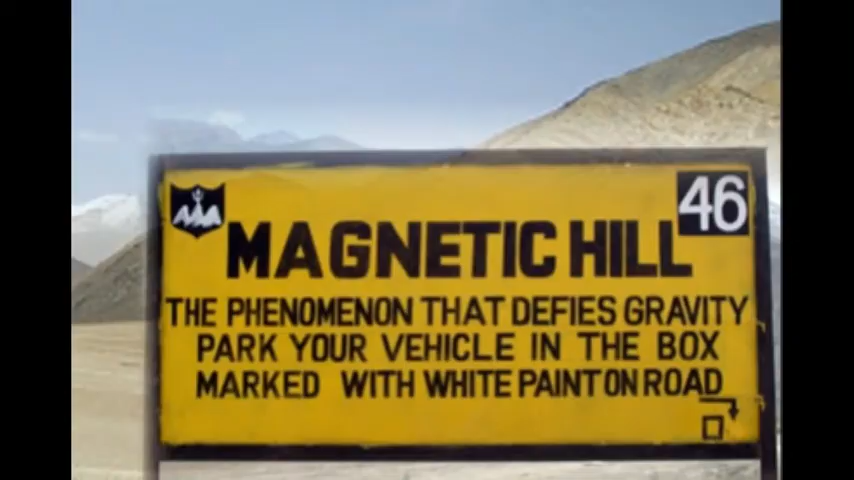 46
MAGNETIC HILL
THE PHENOMENON THAT DEFIES GRAVITY
PARK YOUR VEHICLE IN THE BOX
MARKED WITH WHITE PAINT ON ROAD